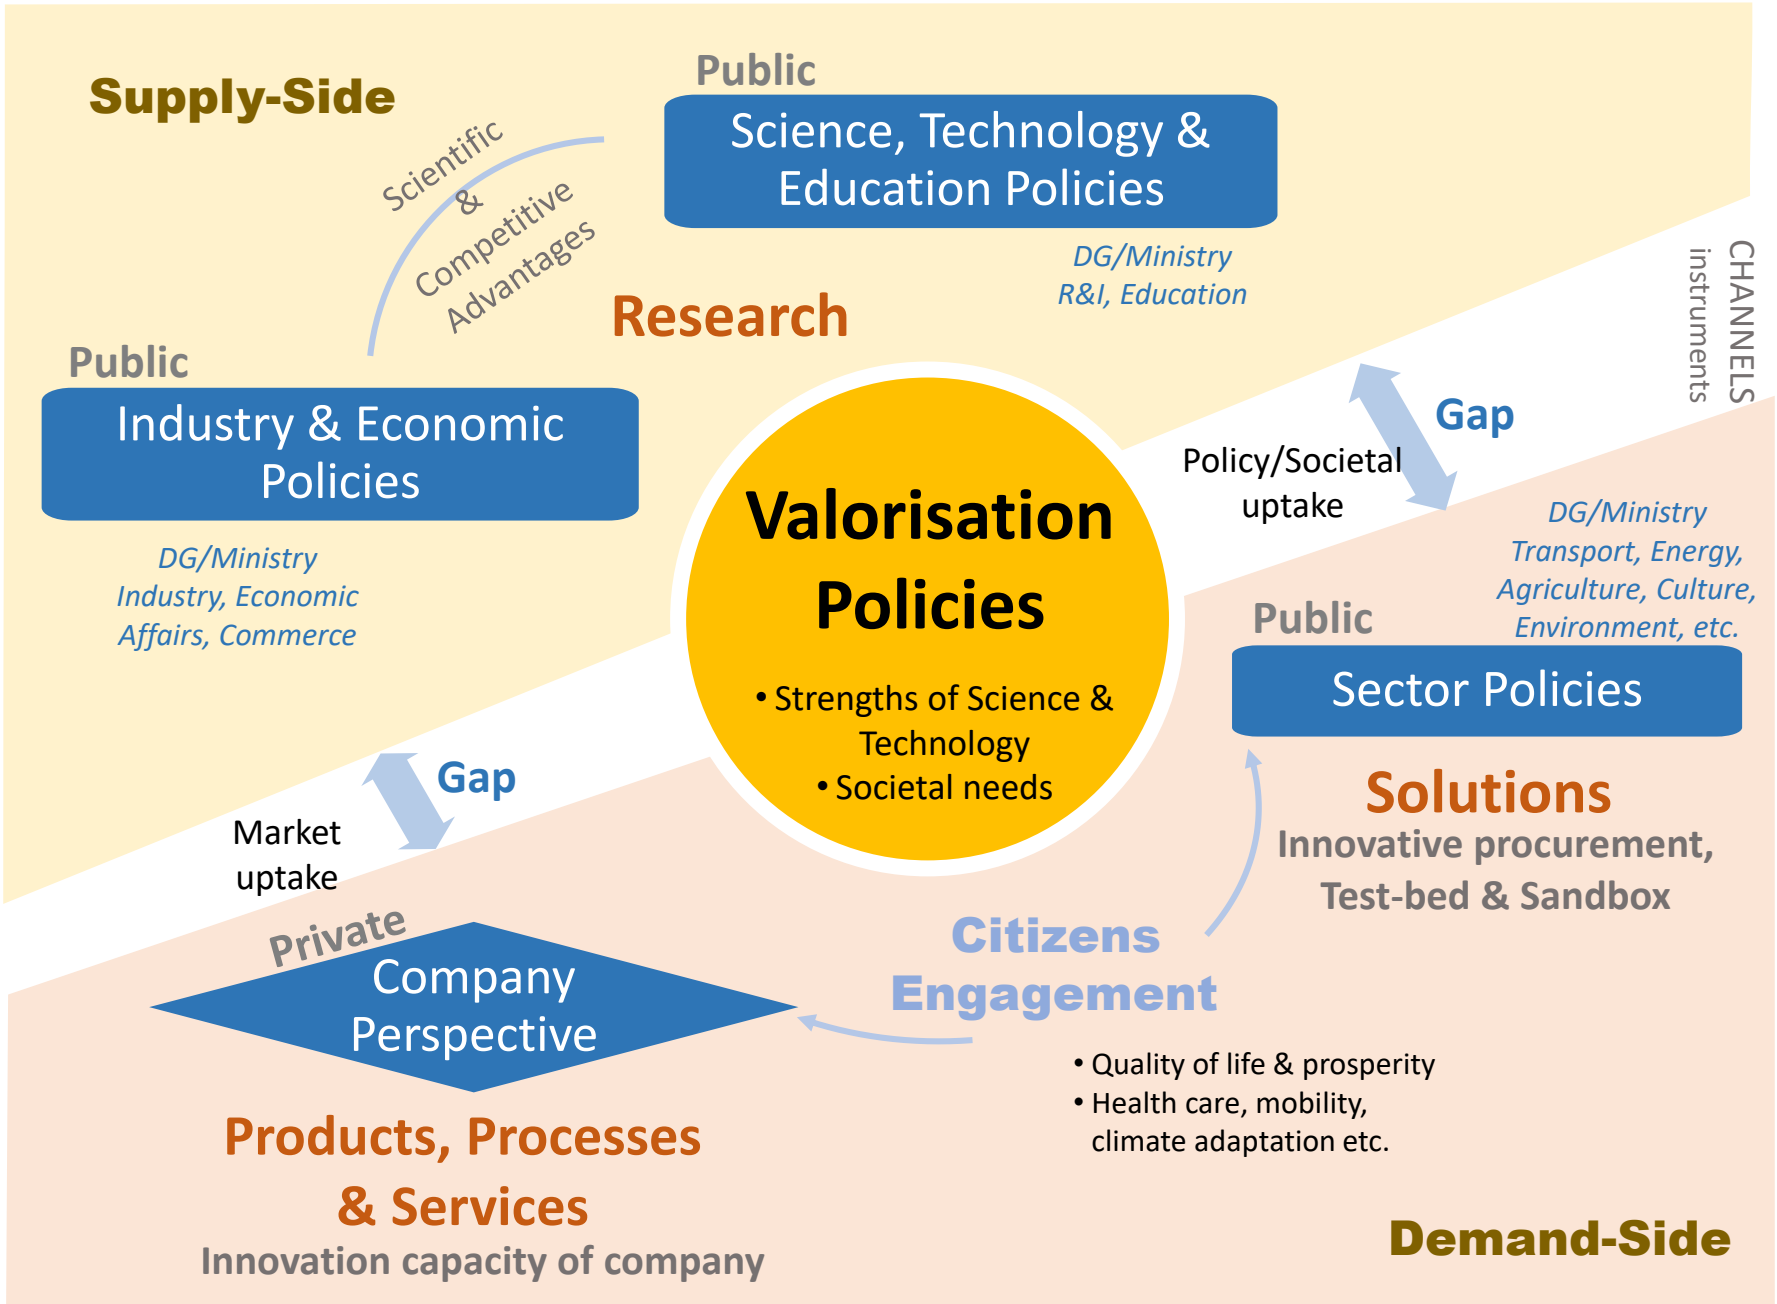 Supply-Side
Public
Science, Technology &
Education Policies
DG/Ministry
R&I, Education
Scientific
&
Competitive
Advantages
Research
Public
Industry & Economic
Policies
DG/Ministry
Industry, Economic
Affairs, Commerce
CHANNELS
instruments
Gap
Policy/Societal
uptake
Valorisation
Policies
• Strengths of Science &
Technology
• Societal needs
DG/Ministry
Transport, Energy,
Agriculture, Culture,
Environment, etc.
Public
Sector Policies
Solutions
Innovative procurement,
Test-bed & Sandbox
Gap
Market
uptake
Private
Company
Perspective
Products, Processes
& Services
Innovation capacity of company
Citizens
Engagement
• Quality of life & prosperity
• Health care, mobility,
climate adaptation etc.
Demand-Side